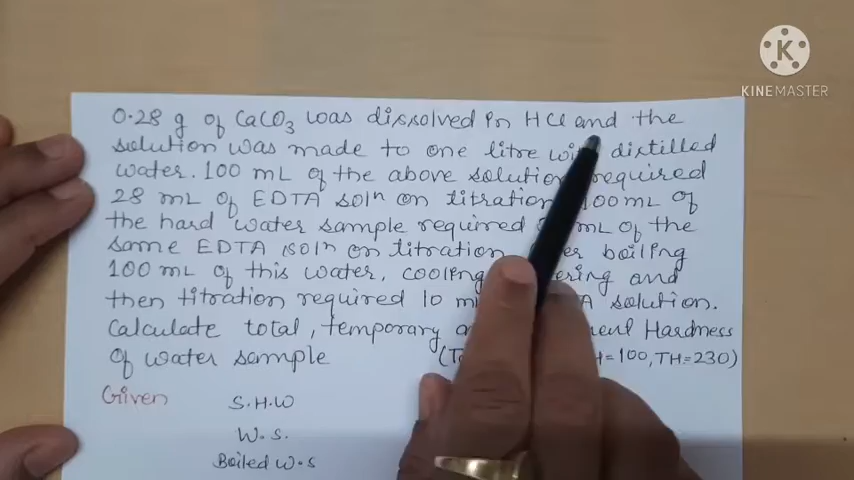 KINEMASTER
0.28 g of CaCO3 was dissolved in HCl and the
solution was made to one litre distilled
water. 100 mL of the above solution required
28 mL of EDTA soln on titration 100 mL of
the hard water sample required mL of the
same EDTA soln on titration boiling
100 mL of this water, cooling and
then titration required 10 solution.
Calculate total, temporary Hardness
of water sample =100, TH=230)
Given S.H.W
W.S.
Boiled W.S